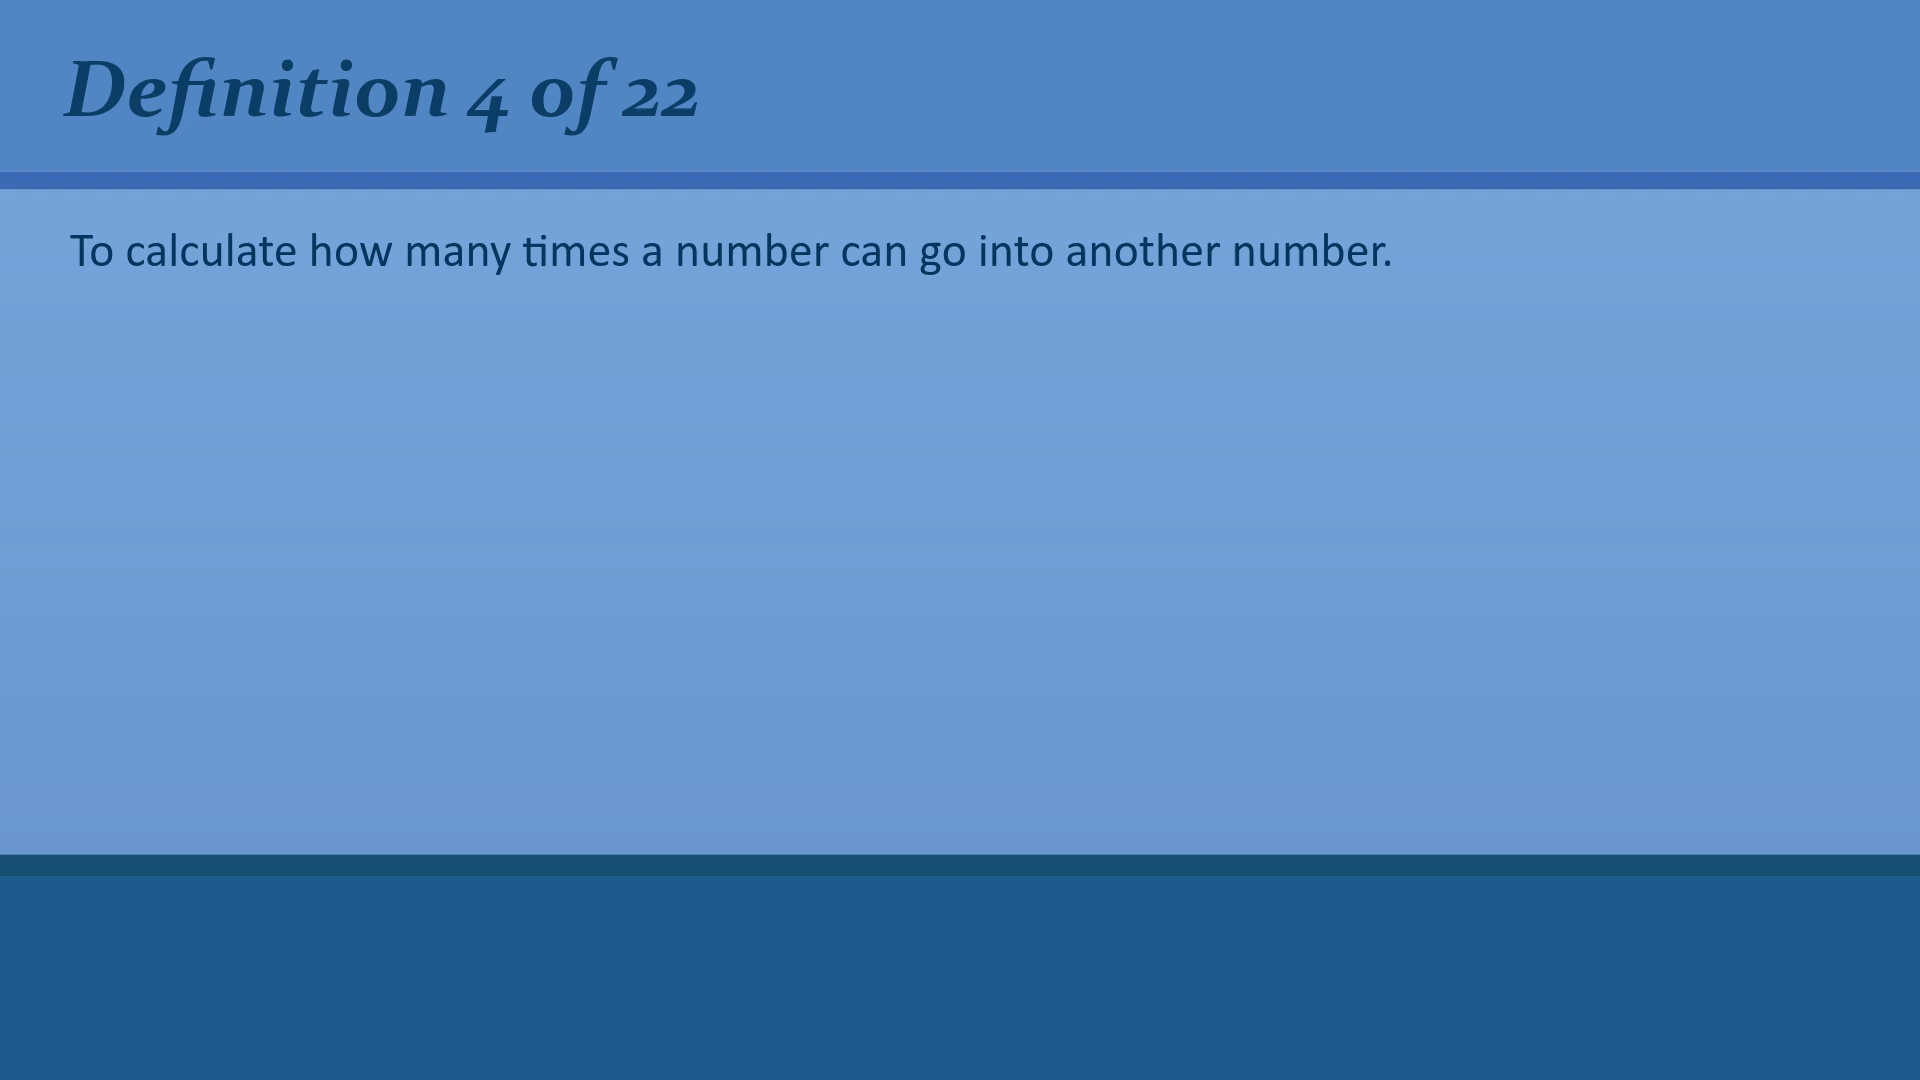 Definition 4 of 22
To calculate how many times a number can go into another number.